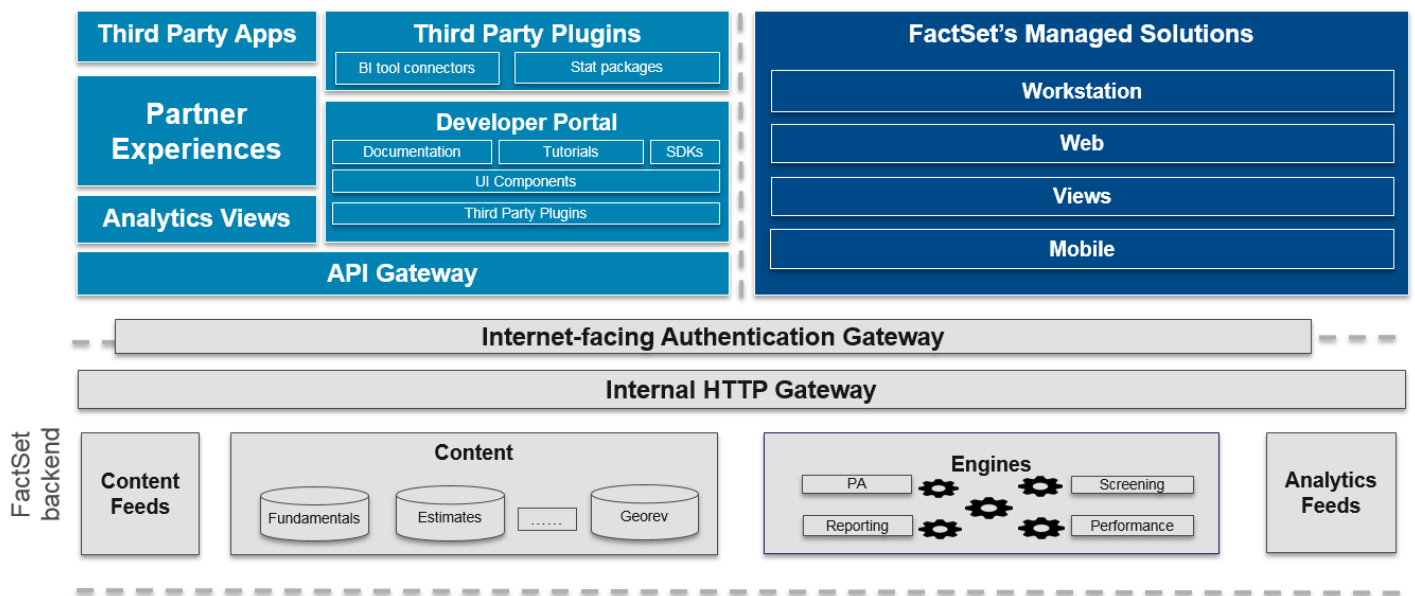 Third Party Apps
Partner
Experiences
Analytics Views
Third Party Plugins
BI tool connectors
Stat packages
Developer Portal
Documentation
Tutorials
SDKs
UI Components
Third Party Plugins
API Gateway
FactSet's Managed Solutions
Workstation
Web
Views
Mobile
Internet-facing Authentication Gateway
Internal HTTP Gateway
FactSet
backend
Content
Feeds
Content
Fundamentals
Estimates
......
Georev
Engines
PA
Screening
Reporting
Performance
Analytics
Feeds